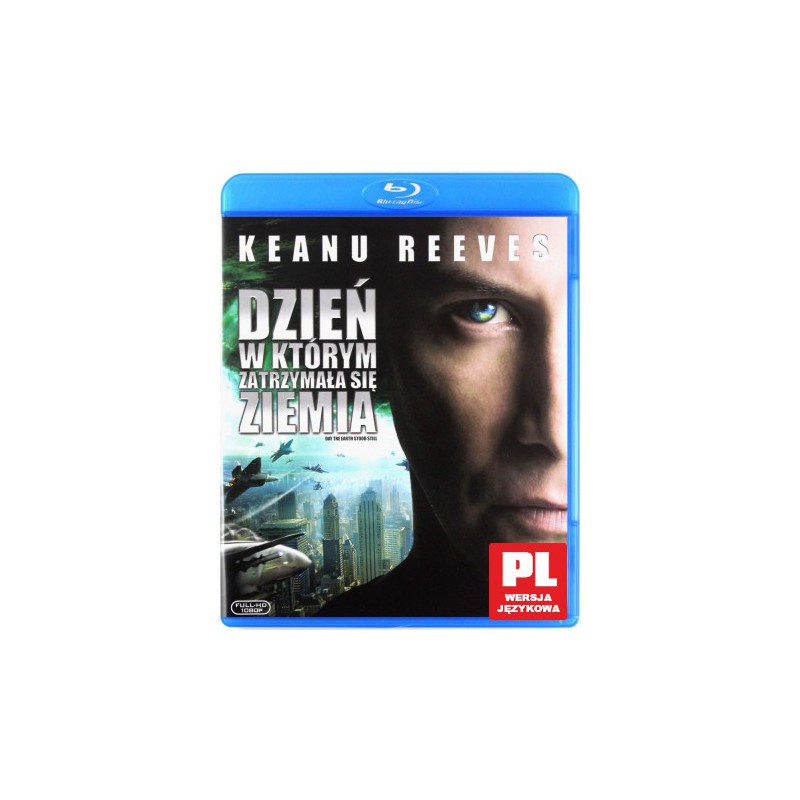 Blu-ray Disc
KEANU REEVES
DZIEŃ
W KTÓRYM
ZATRZYMAŁA SIĘ
ZIEMIA
DAY THE EARTH STOOD STILL
FULL-HD
1080P
PL
WERSJA
JĘZYKOWA